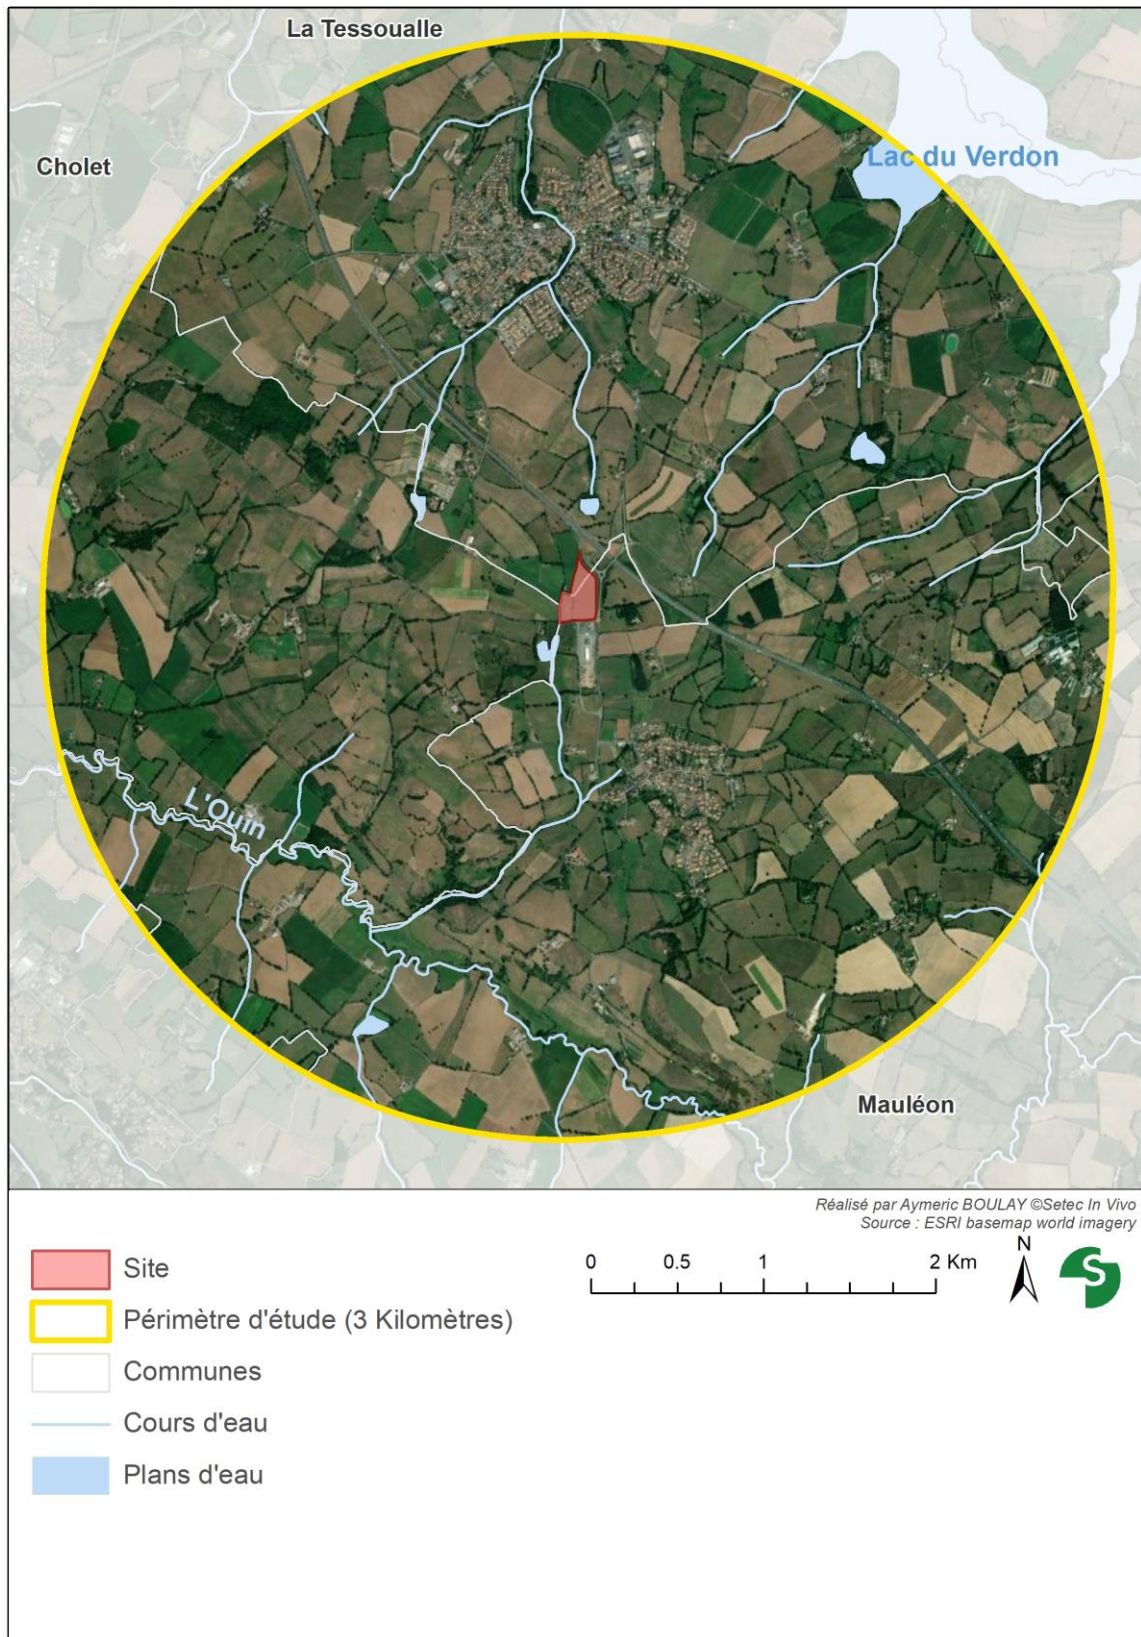 La Tessoualle
Cholet
Lac du Verdon
L'Ouin
Mauléon
Réalisé par Aymeric BOULAY ©Setec In Vivo
Source : ESRI basemap world imagery
Site
Périmètre d'étude (3 Kilomètres)
Communes
Cours d'eau
Plans d'eau
0 0.5 1 2 Km
N
S